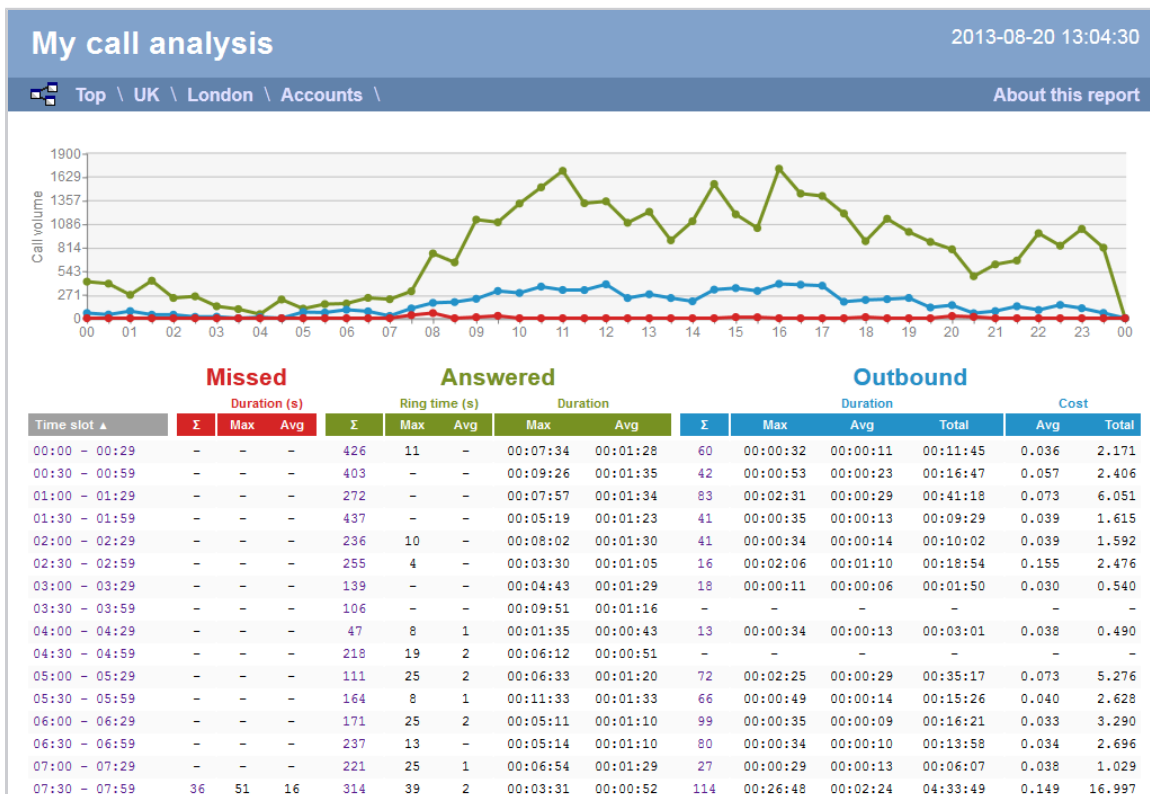 My call analysis 2013-08-20 13:04:30
Top \ UK \ London \ Accounts \ About this report
1900
1629
1357
1086
814
543
271
0
Call volume
00 01 02 03 04 05 06 07 08 09 10 11 12 13 14 15 16 17 18 19 20 21 22 23 00
Missed Answered Outbound
Duration (s) Ring time (s) Duration Duration Cost
Time slot ▲ Σ Max Avg Σ Max Avg Max Avg Σ Max Avg Total Avg Total
00:00 - 00:29 - - - 426 11 - 00:07:34 00:01:28 60 00:00:32 00:00:11 00:11:45 0.036 2.171
00:30 - 00:59 - - - 403 - - 00:09:26 00:01:35 42 00:00:53 00:00:23 00:16:47 0.057 2.406
01:00 - 01:29 - - - 272 - - 00:07:57 00:01:34 83 00:02:31 00:00:29 00:41:18 0.073 6.051
01:30 - 01:59 - - - 437 - - 00:05:19 00:01:23 41 00:00:35 00:00:13 00:09:29 0.039 1.615
02:00 - 02:29 - - - 236 10 - 00:08:02 00:01:30 41 00:00:34 00:00:14 00:10:02 0.039 1.592
02:30 - 02:59 - - - 255 4 - 00:03:30 00:01:05 16 00:02:06 00:01:10 00:18:54 0.155 2.476
03:00 - 03:29 - - - 139 - - 00:04:43 00:01:29 18 00:00:11 00:00:06 00:01:50 0.030 0.540
03:30 - 03:59 - - - 106 - - 00:09:51 00:01:16 - - - - - -
04:00 - 04:29 - - - 47 8 1 00:01:35 00:00:43 13 00:00:34 00:00:13 00:03:01 0.038 0.490
04:30 - 04:59 - - - 218 19 2 00:06:12 00:00:51 - - - - - -
05:00 - 05:29 - - - 111 25 2 00:06:33 00:01:20 72 00:02:25 00:00:29 00:35:17 0.073 5.276
05:30 - 05:59 - - - 164 8 1 00:11:33 00:01:33 66 00:00:49 00:00:14 00:15:26 0.040 2.628
06:00 - 06:29 - - - 171 25 2 00:05:11 00:01:10 99 00:00:35 00:00:09 00:16:21 0.033 3.290
06:30 - 06:59 - - - 237 13 - 00:05:14 00:01:10 80 00:00:34 00:00:10 00:13:58 0.034 2.696
07:00 - 07:29 - - - 221 25 1 00:06:54 00:01:29 27 00:00:29 00:00:13 00:06:07 0.038 1.029
07:30 - 07:59 36 51 16 314 39 2 00:03:31 00:00:52 114 00:26:48 00:02:24 04:33:49 0.149 16.997